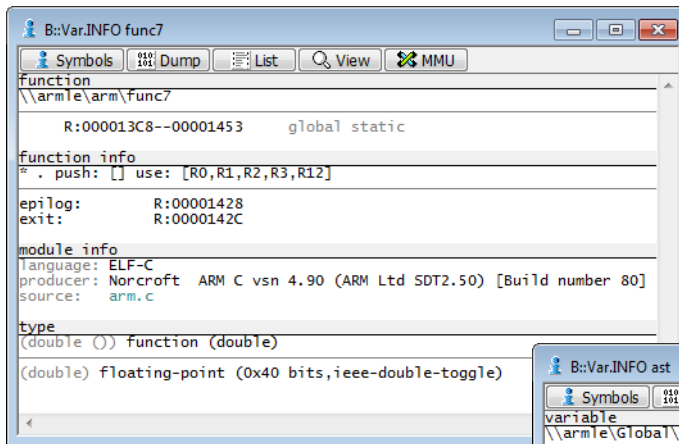 B::Var.INFO func7
Symbols Dump List View MMU
function
\\armle\arm\func7
R:000013C8--00001453 global static
function info
* . push: [] use: [R0,R1,R2,R3,R12]
epilog: R:00001428
exit: R:0000142C
module info
language: ELF-C
producer: Norcroft ARM C vsn 4.90 (ARM Ltd SDT2.50) [Build number 80]
source: arm.c
type
(double ()) function (double)
(double) floating-point (0x40 bits,ieee-double-toggle)
B::Var.INFO ast
Symbols
variable
\\armle\Global\